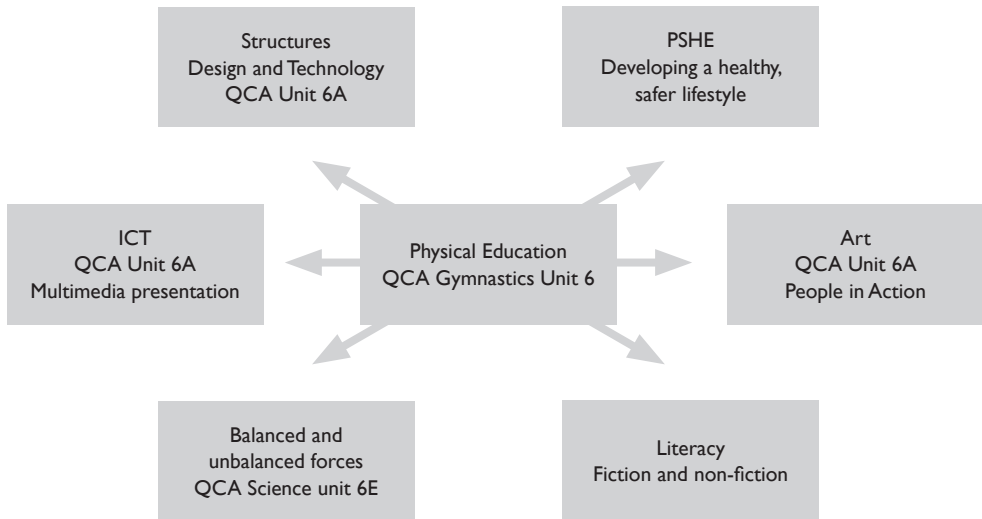 Structures
Design and Technology
QCA Unit 6A
PSHE
Developing a healthy,
safer lifestyle
ICT
QCA Unit 6A
Multimedia presentation
Physical Education
QCA Gymnastics Unit 6
Art
QCA Unit 6A
People in Action
Balanced and
unbalanced forces
QCA Science unit 6E
Literacy
Fiction and non-fiction